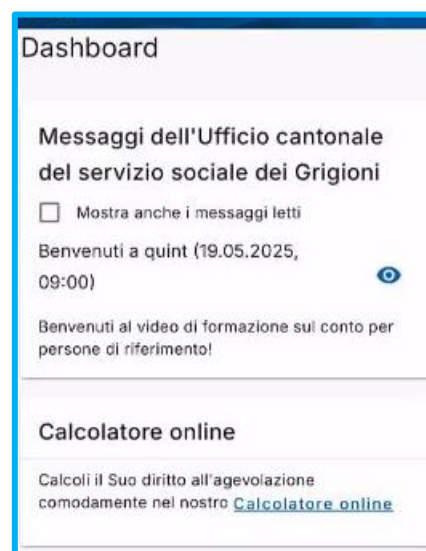 Dashboard
Messaggi dell'Ufficio cantonale
del servizio sociale dei Grigioni
Mostra anche i messaggi letti
Benvenuti a quint (19.05.2025,
09:00)
Benvenuti al video di formazione sul conto per
persone di riferimento!
Calcolatore online
Calcoli il Suo diritto all'agevolazione
comodamente nel nostro Calcolatore online